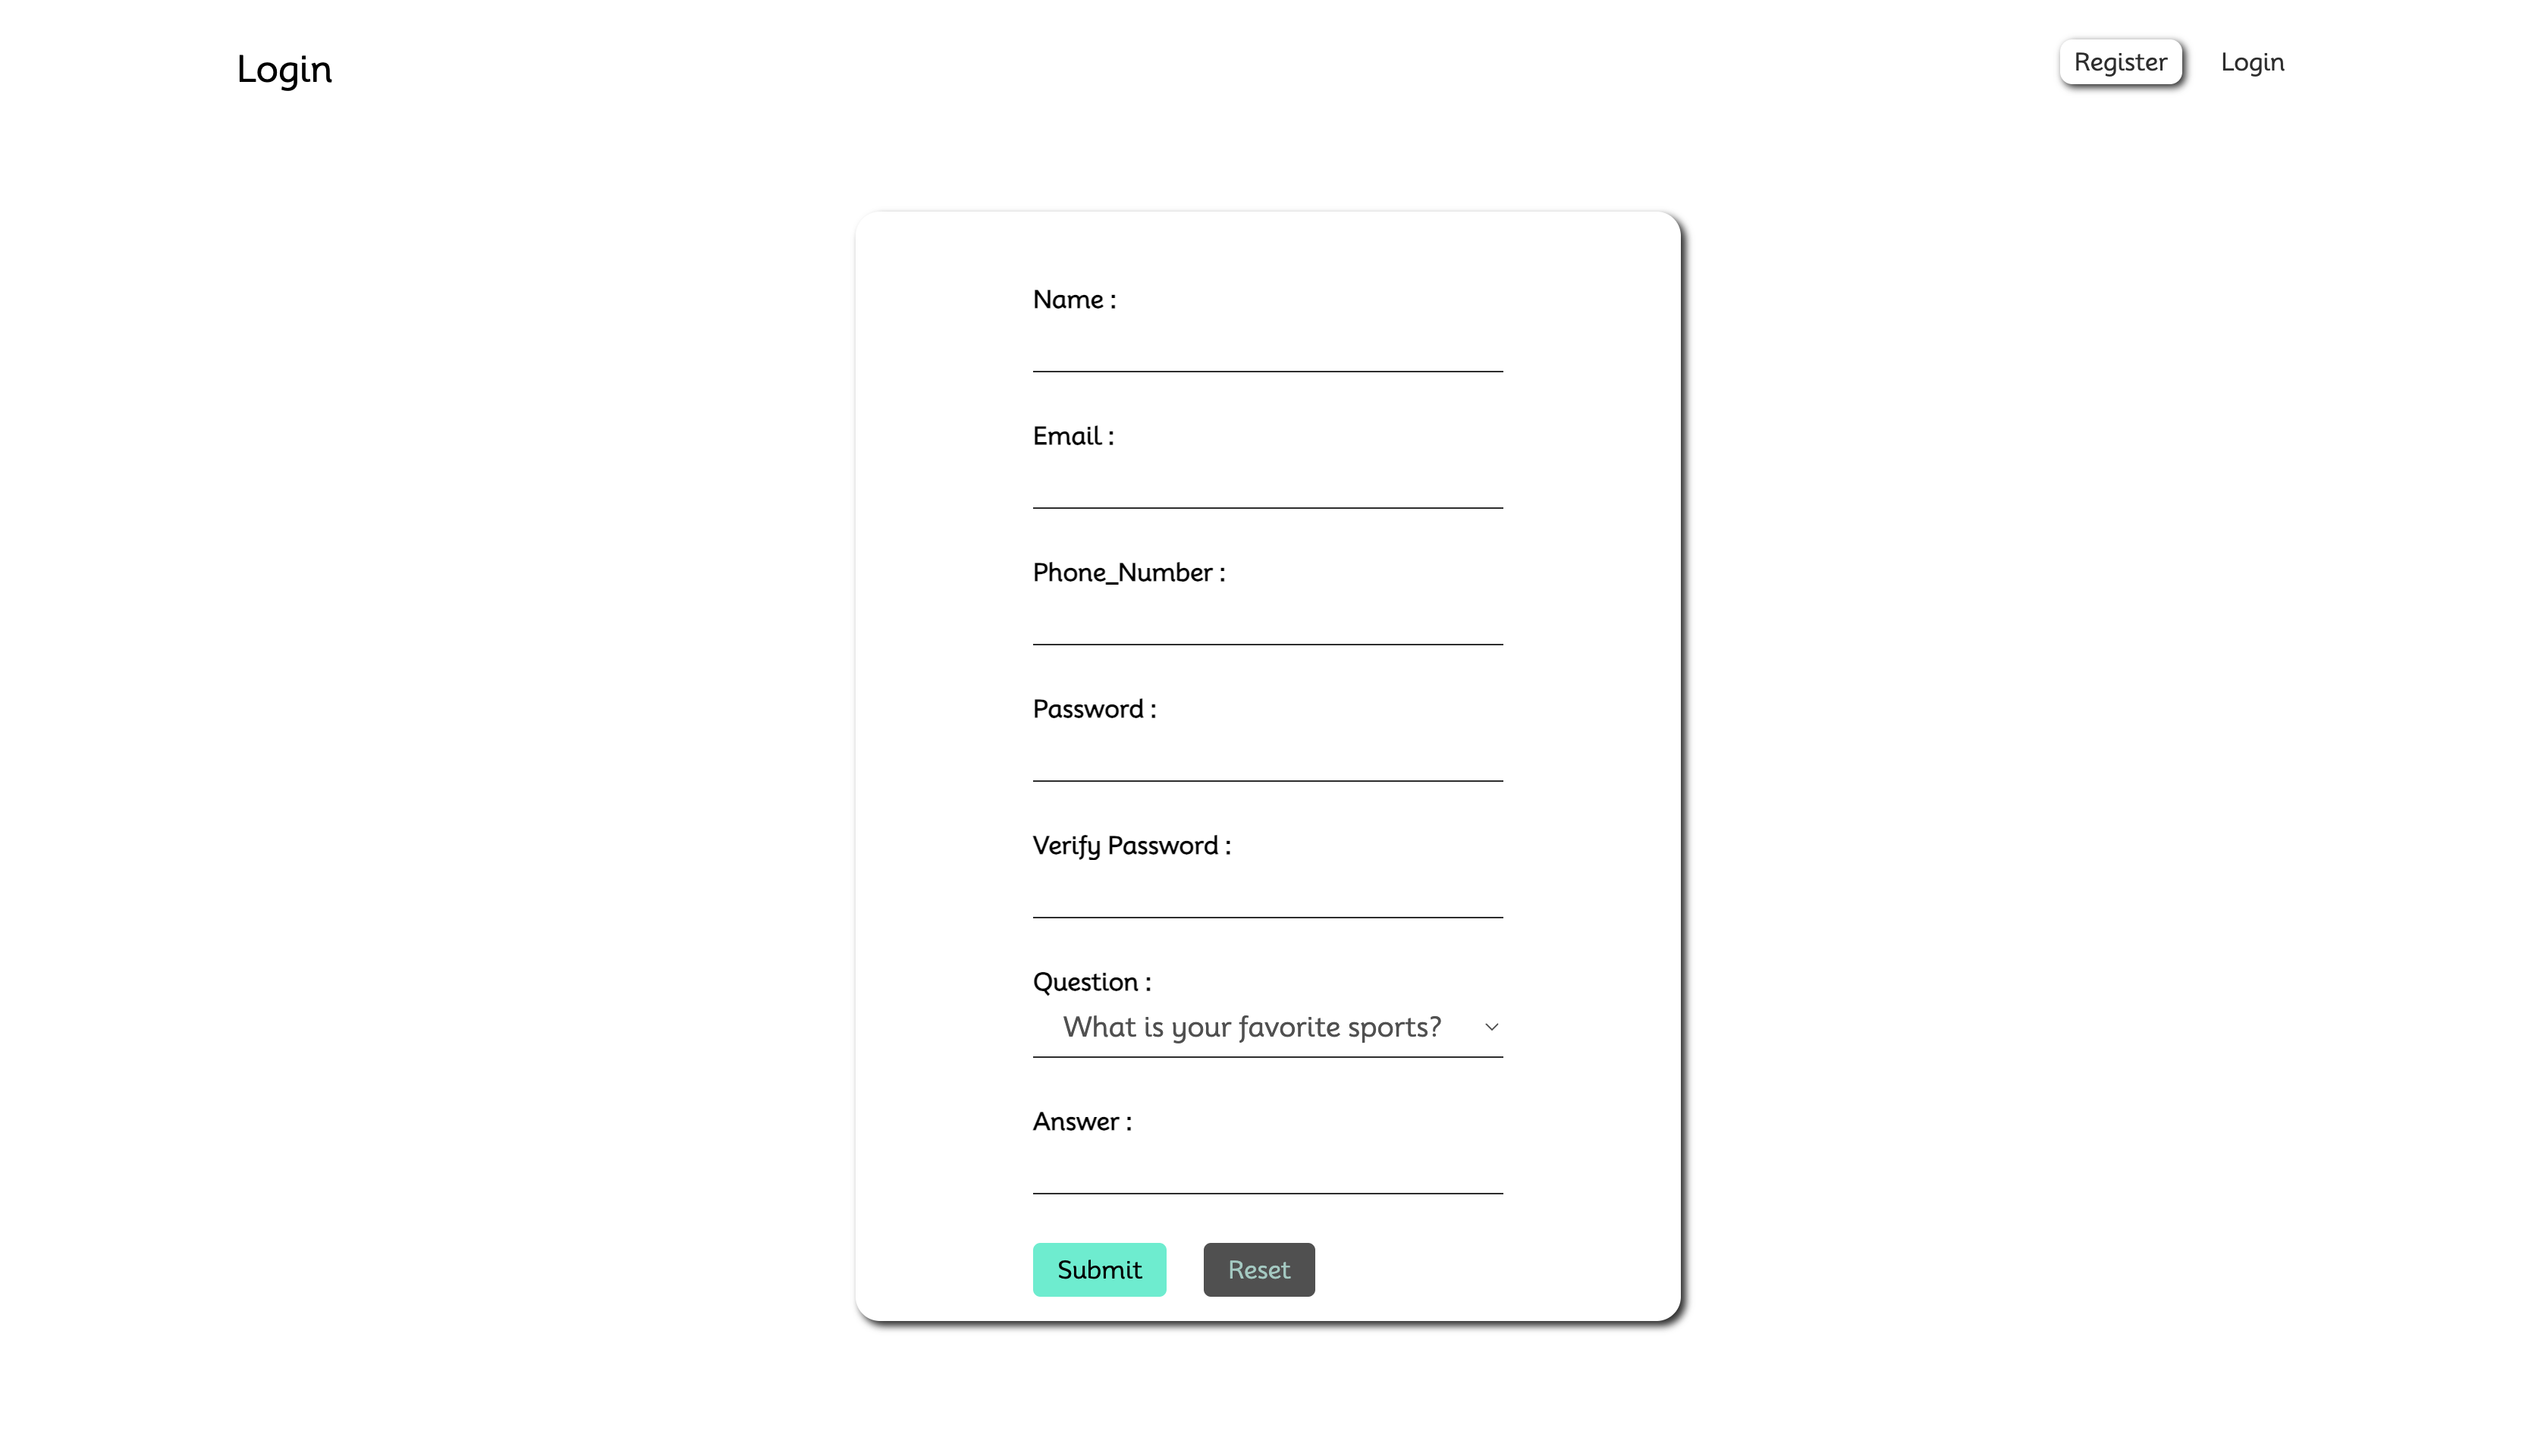 Login
Register
Login
Name :
Email :
Phone_Number :
Password :
Verify Password :
Question :
What is your favorite sports?
Answer :
Submit
Reset